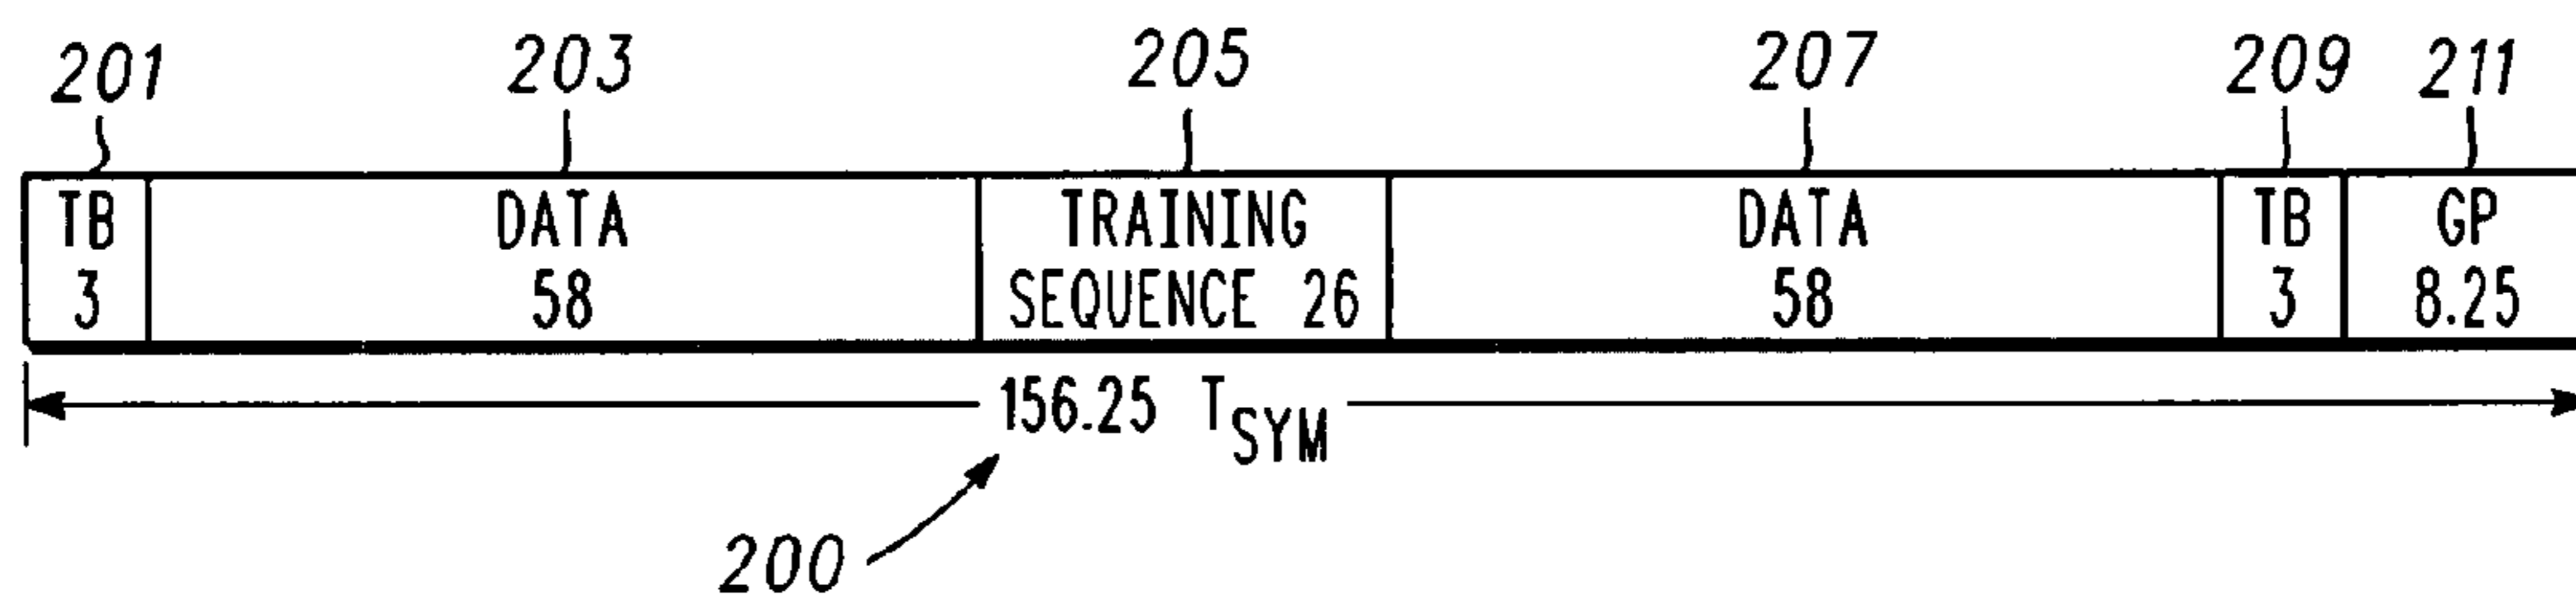 201 203 205 207 209 211
TB DATA TRAINING DATA TB GP
3 58 SEQUENCE 26 58 3 8.25
156.25 TSYM
200